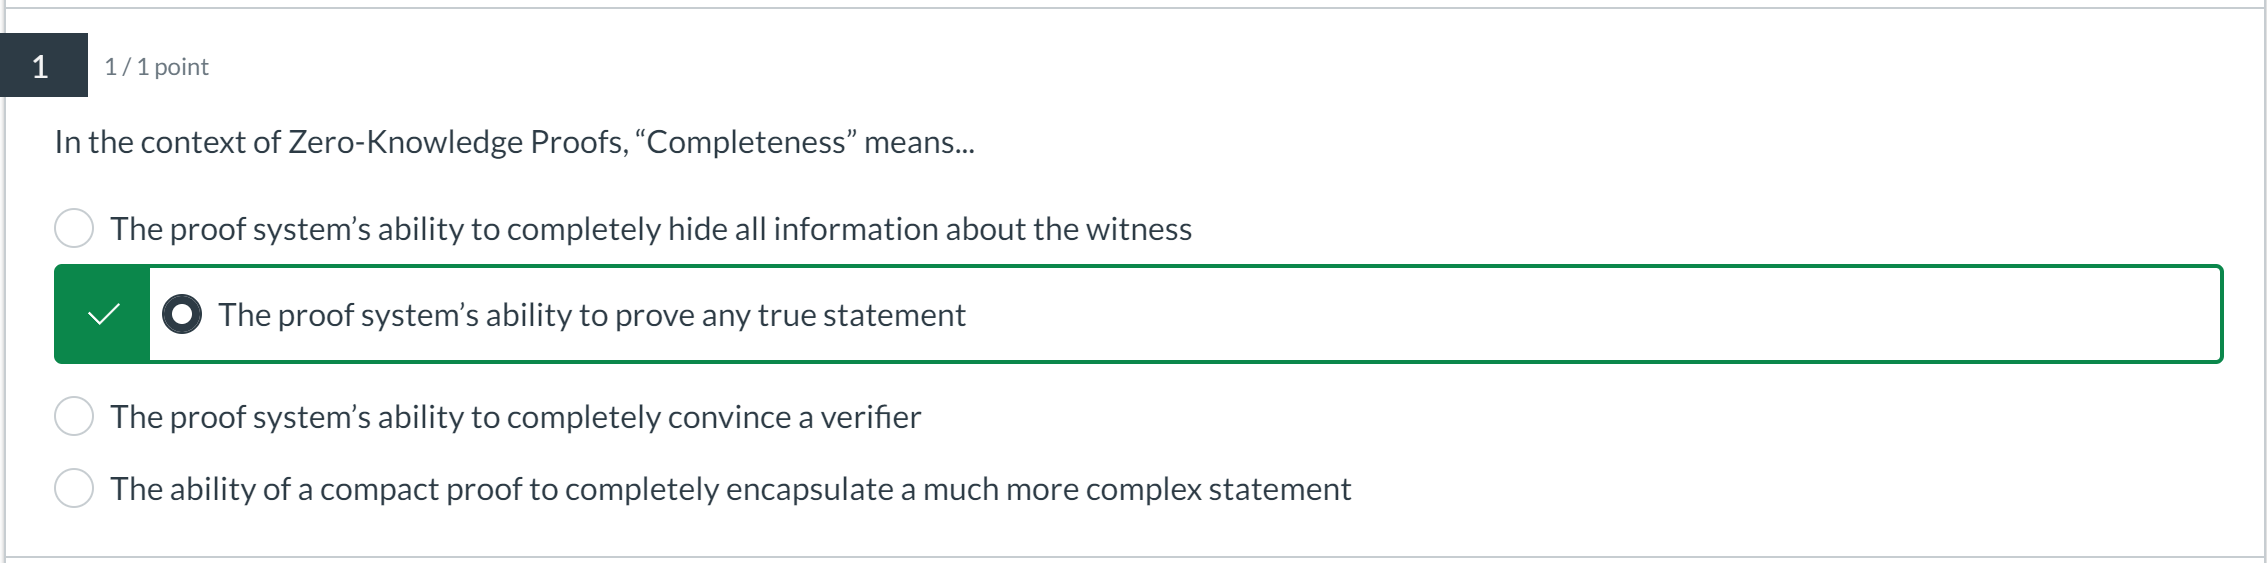 1
1 / 1 point
In the context of Zero-Knowledge Proofs, “Completeness” means...
The proof system’s ability to completely hide all information about the witness
The proof system’s ability to prove any true statement
The proof system’s ability to completely convince a verifier
The ability of a compact proof to completely encapsulate a much more complex statement